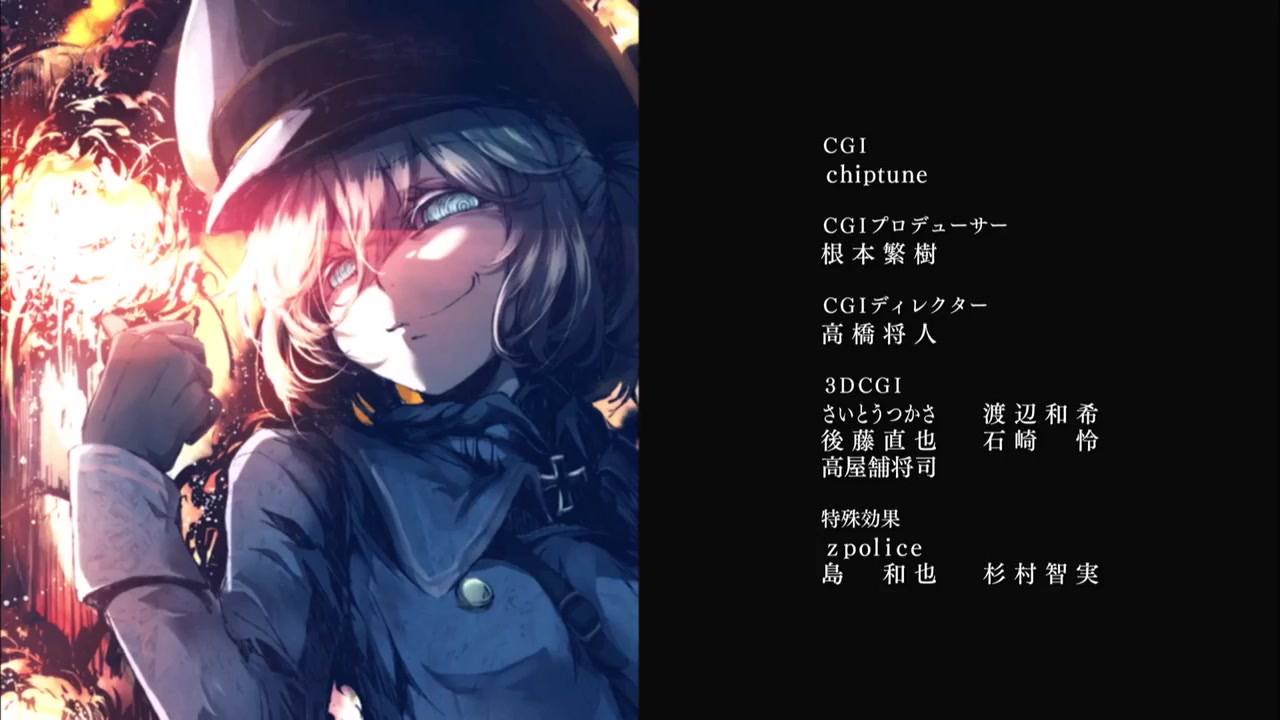 CGI
chiptune
CGIプロデューサー
根本繁樹
CGIディレクター
高橋将人
3DCGI
さいとうつかさ 渡辺和希
後藤直也 石崎 怜
高屋舗将司
特殊効果
zpolice
島 和也 杉村智実